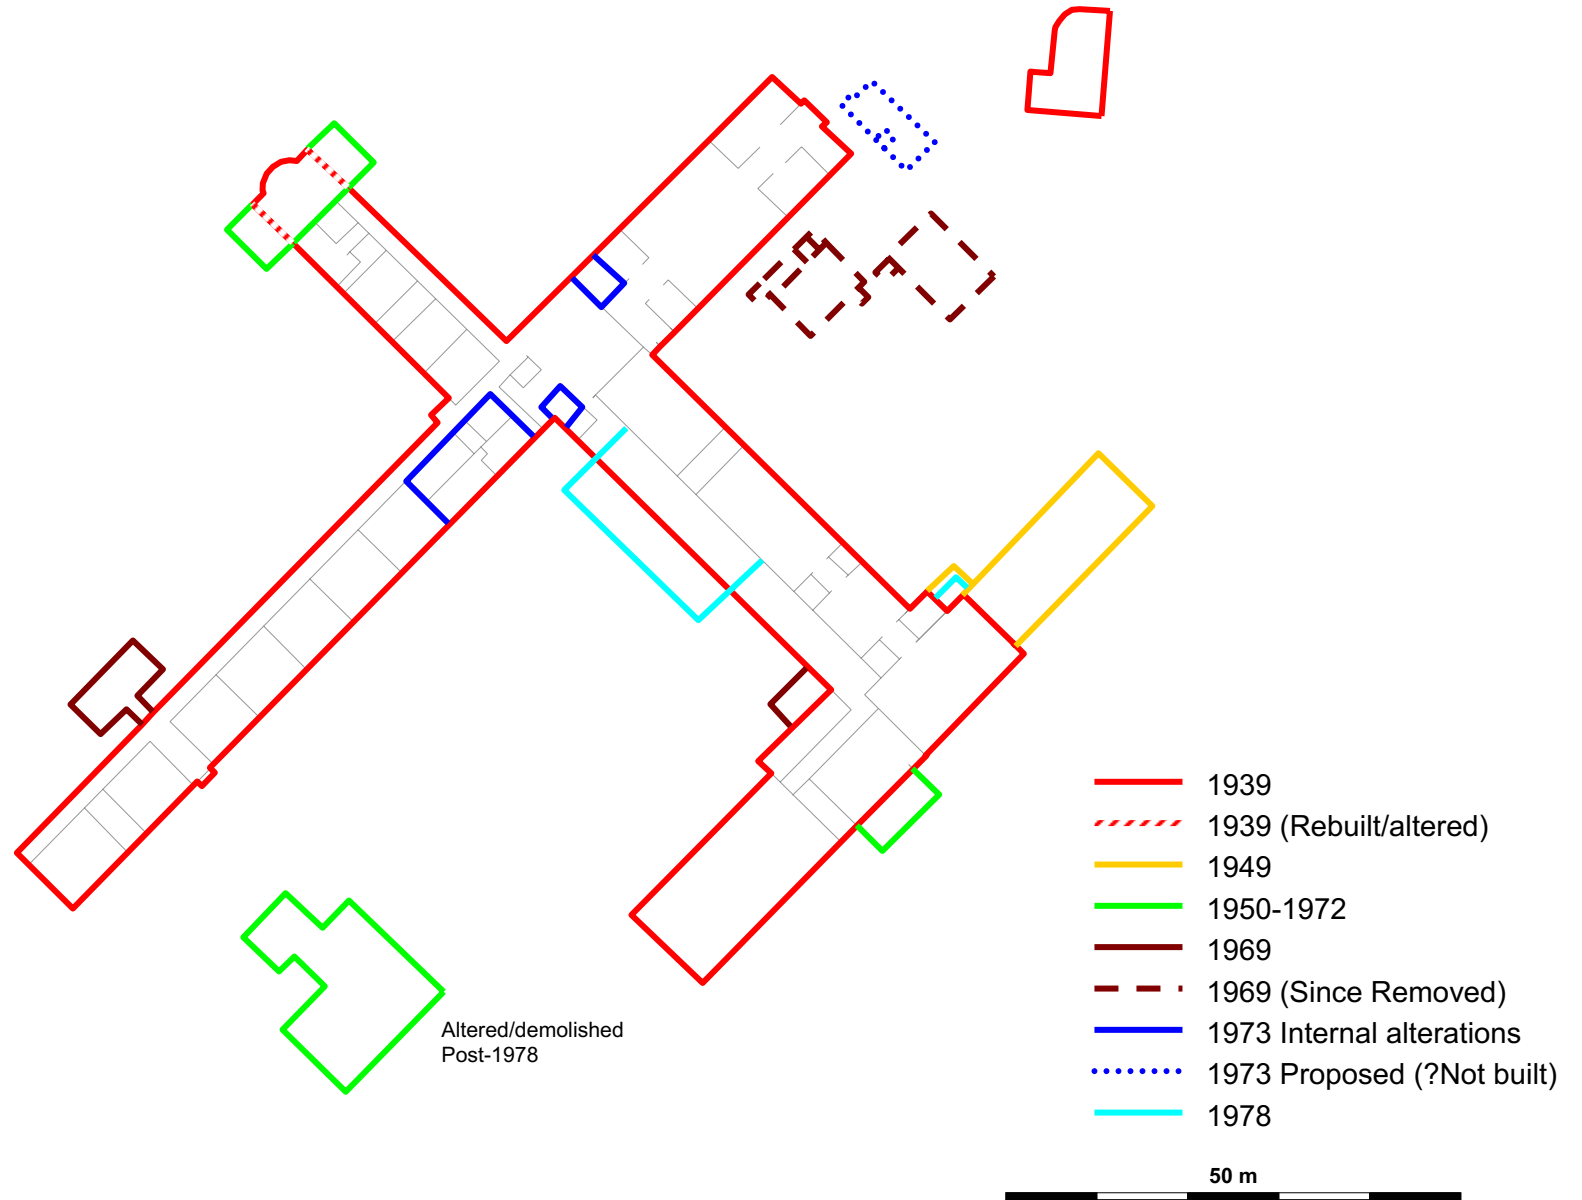 1939
1939 (Rebuilt/altered)
1949
1950-1972
1969
1969 (Since Removed)
1973 Internal alterations
1973 Proposed (?Not built)
1978
Altered/demolished
Post-1978
50 m